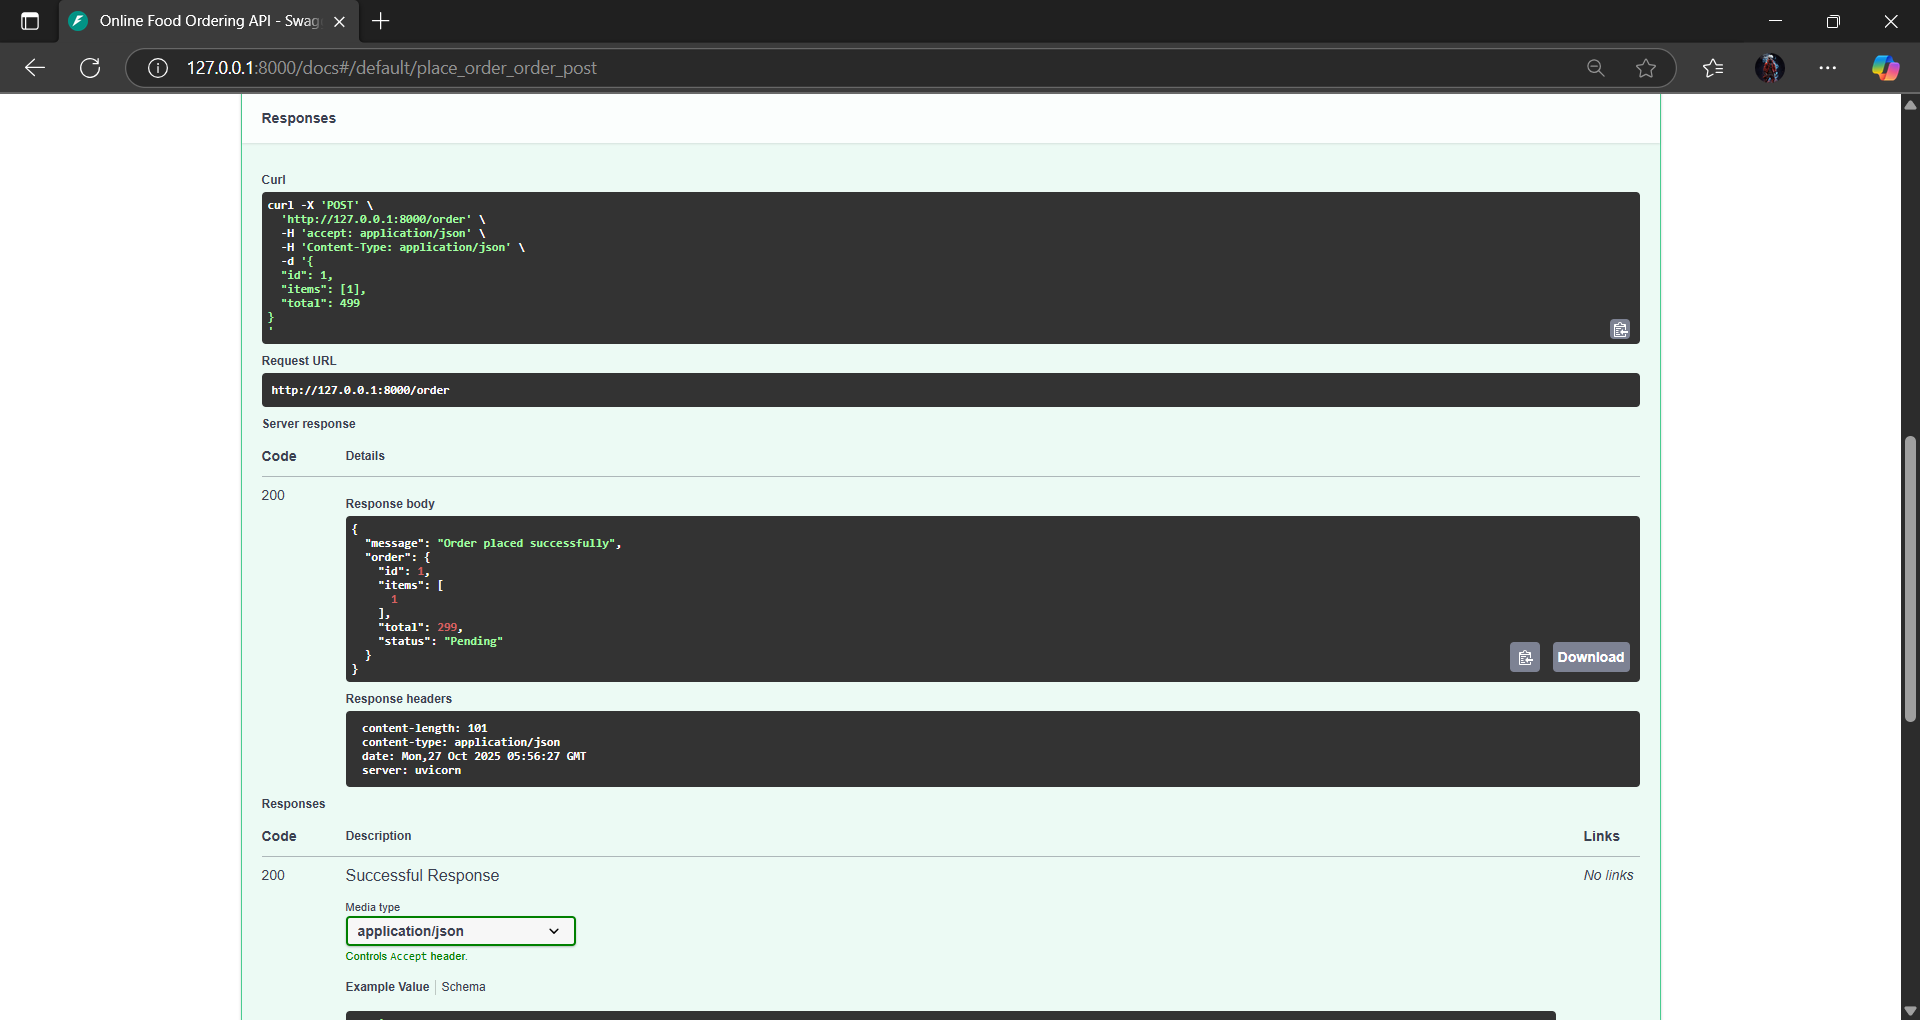 Online Food Ordering API - Swag
127.0.0.1:8000/docs#/default/place_order_order_post
Responses
Curl
curl -X 'POST' \
'http://127.0.0.1:8000/order' \
-H 'accept: application/json' \
-H 'Content-Type: application/json' \
-d '{
"id": 1,
"items": [1],
"total": 499
}
'
Request URL
http://127.0.0.1:8000/order
Server response
Code Details
200
Response body
{
"message": "Order placed successfully",
"order": {
"id": 1,
"items": [
1
],
"total": 299,
"status": "Pending"
}
}
Download
Response headers
content-length: 101
content-type: application/json
date: Mon,27 Oct 2025 05:56:27 GMT
server: uvicorn
Responses
Code Description Links
200 Successful Response No links
Media type
application/json
Controls Accept header.
Example Value Schema